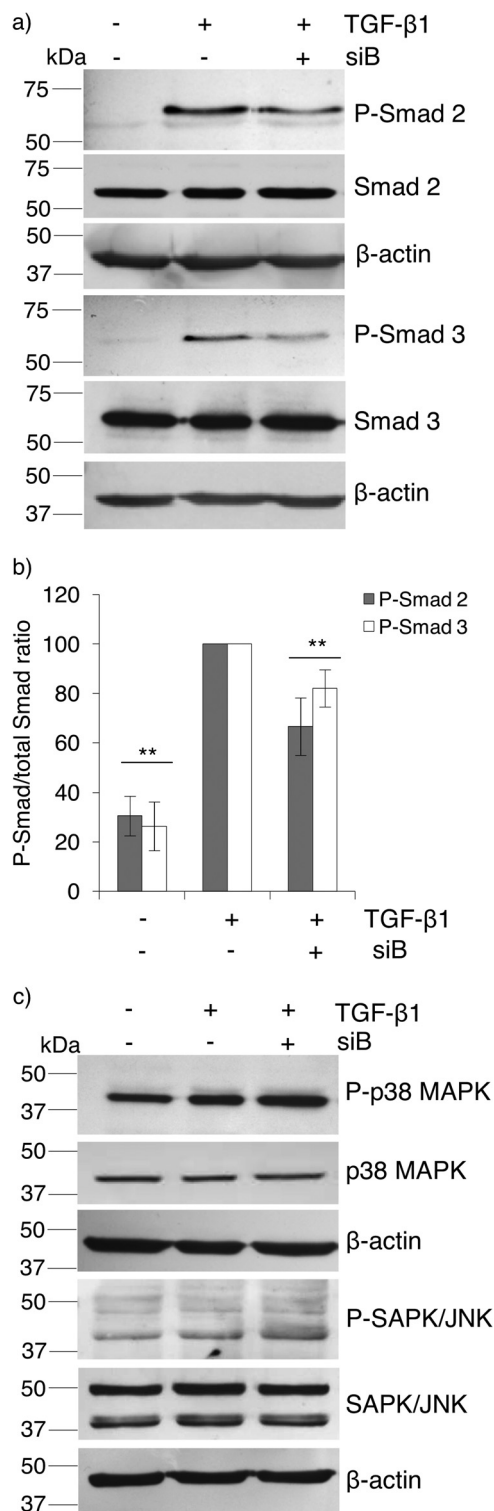 a) - + + TGF-β1
kDa - - + siB
75
50
P-Smad 2
75
50
Smad 2
50
37
β-actin
75
50
P-Smad 3
75
50
Smad 3
50
37
β-actin
b)
P-Smad/total Smad ratio
120
100
80
60
40
20
0
P-Smad 2
P-Smad 3
**
**
- + + TGF-β1
- - + siB
c) - + + TGF-β1
kDa - - + siB
50
37
P-p38 MAPK
50
37
p38 MAPK
50
37
β-actin
50
37
P-SAPK/JNK
50
37
SAPK/JNK
50
37
β-actin